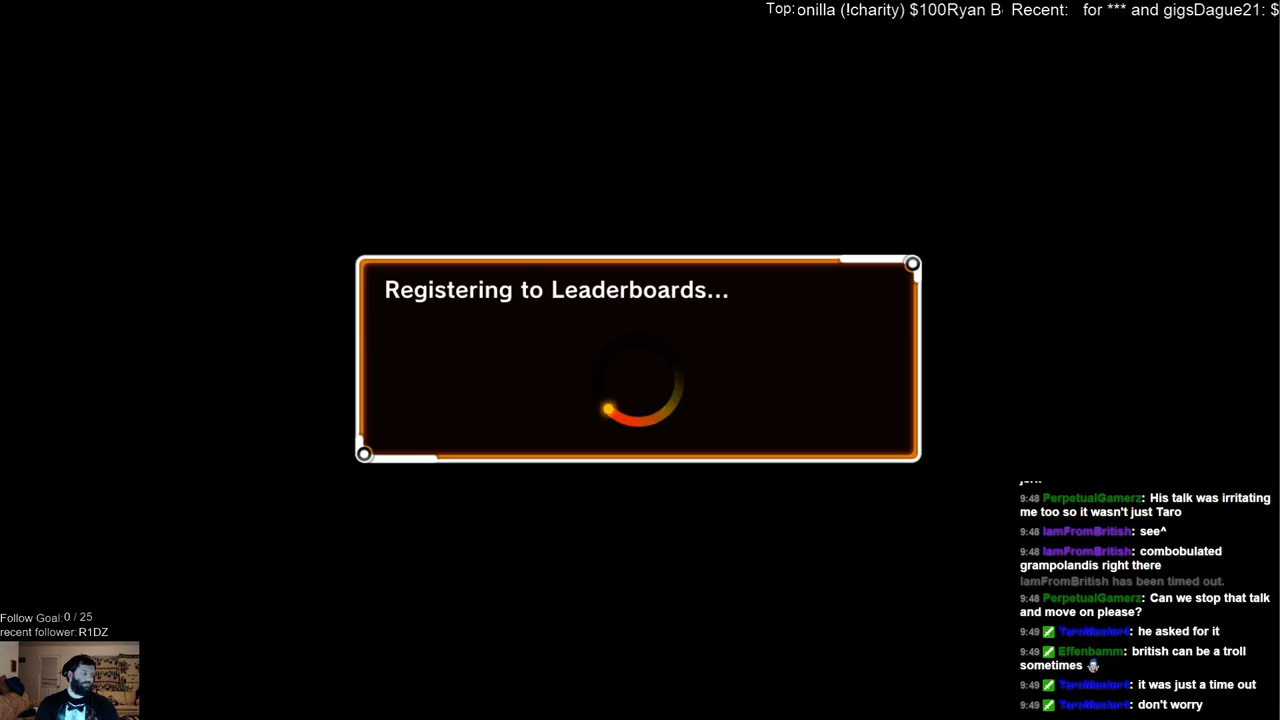 Top: onilla (!charity) $100Ryan B Recent: for *** and gigsDague21: $
Registering to Leaderboards...
9:48 PerpetualGamerz: His talk was irritating
me too so it wasn't just Taro
9:48 IamFromBritish: see^
9:48 IamFromBritish: combobulated
grampolandis right there
IamFromBritish has been timed out.
9:48 PerpetualGamerz: Can we stop that talk
and move on please?
9:49 : he asked for it
9:49 Effenbamm: british can be a troll
sometimes
9:49 : it was just a time out
9:49 : don't worry
Follow Goal: 0 / 25
recent follower: R1DZ